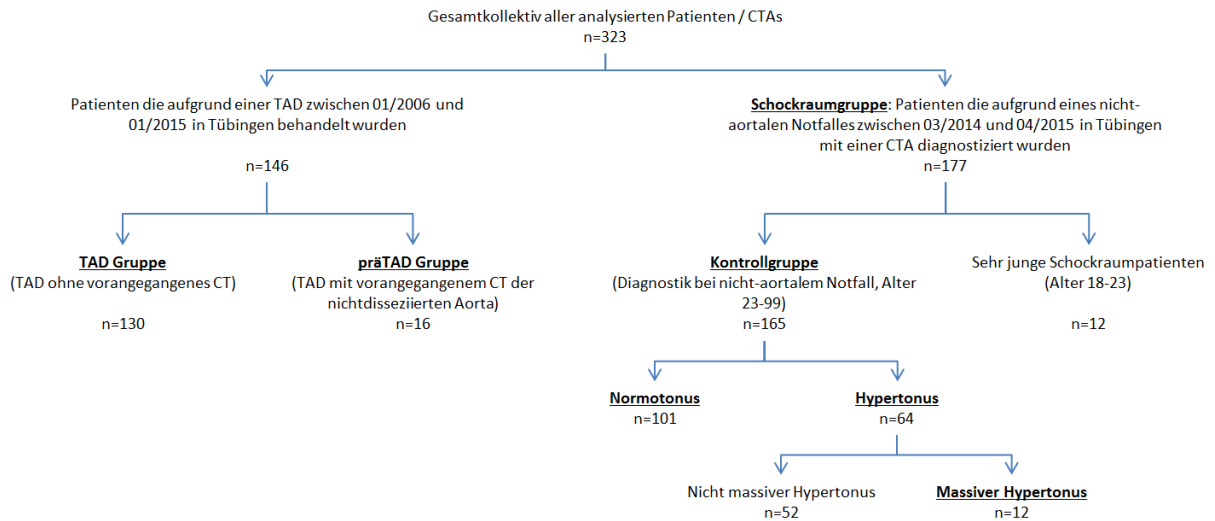 Gesamtkollektiv aller analysierten Patienten / CTAs
n=323
Patienten die aufgrund einer TAD zwischen 01/2006 und
01/2015 in Tübingen behandelt wurden
n=146
Schockraumgruppe: Patienten die aufgrund eines nicht-
aortalen Notfalles zwischen 03/2014 und 04/2015 in Tübingen
mit einer CTA diagnostiziert wurden
n=177
TAD Gruppe
(TAD ohne vorangegangenes CT)
n=130
präTAD Gruppe
(TAD mit vorangegangenem CT der
nichtdisseziierten Aorta)
n=16
Kontrollgruppe
(Diagnostik bei nicht-aortalem Notfall, Alter
23-99)
n=165
Sehr junge Schockraumpatienten
(Alter 18-23)
n=12
Normotonus
n=101
Hypertonus
n=64
Nicht massiver Hypertonus
n=52
Massiver Hypertonus
n=12